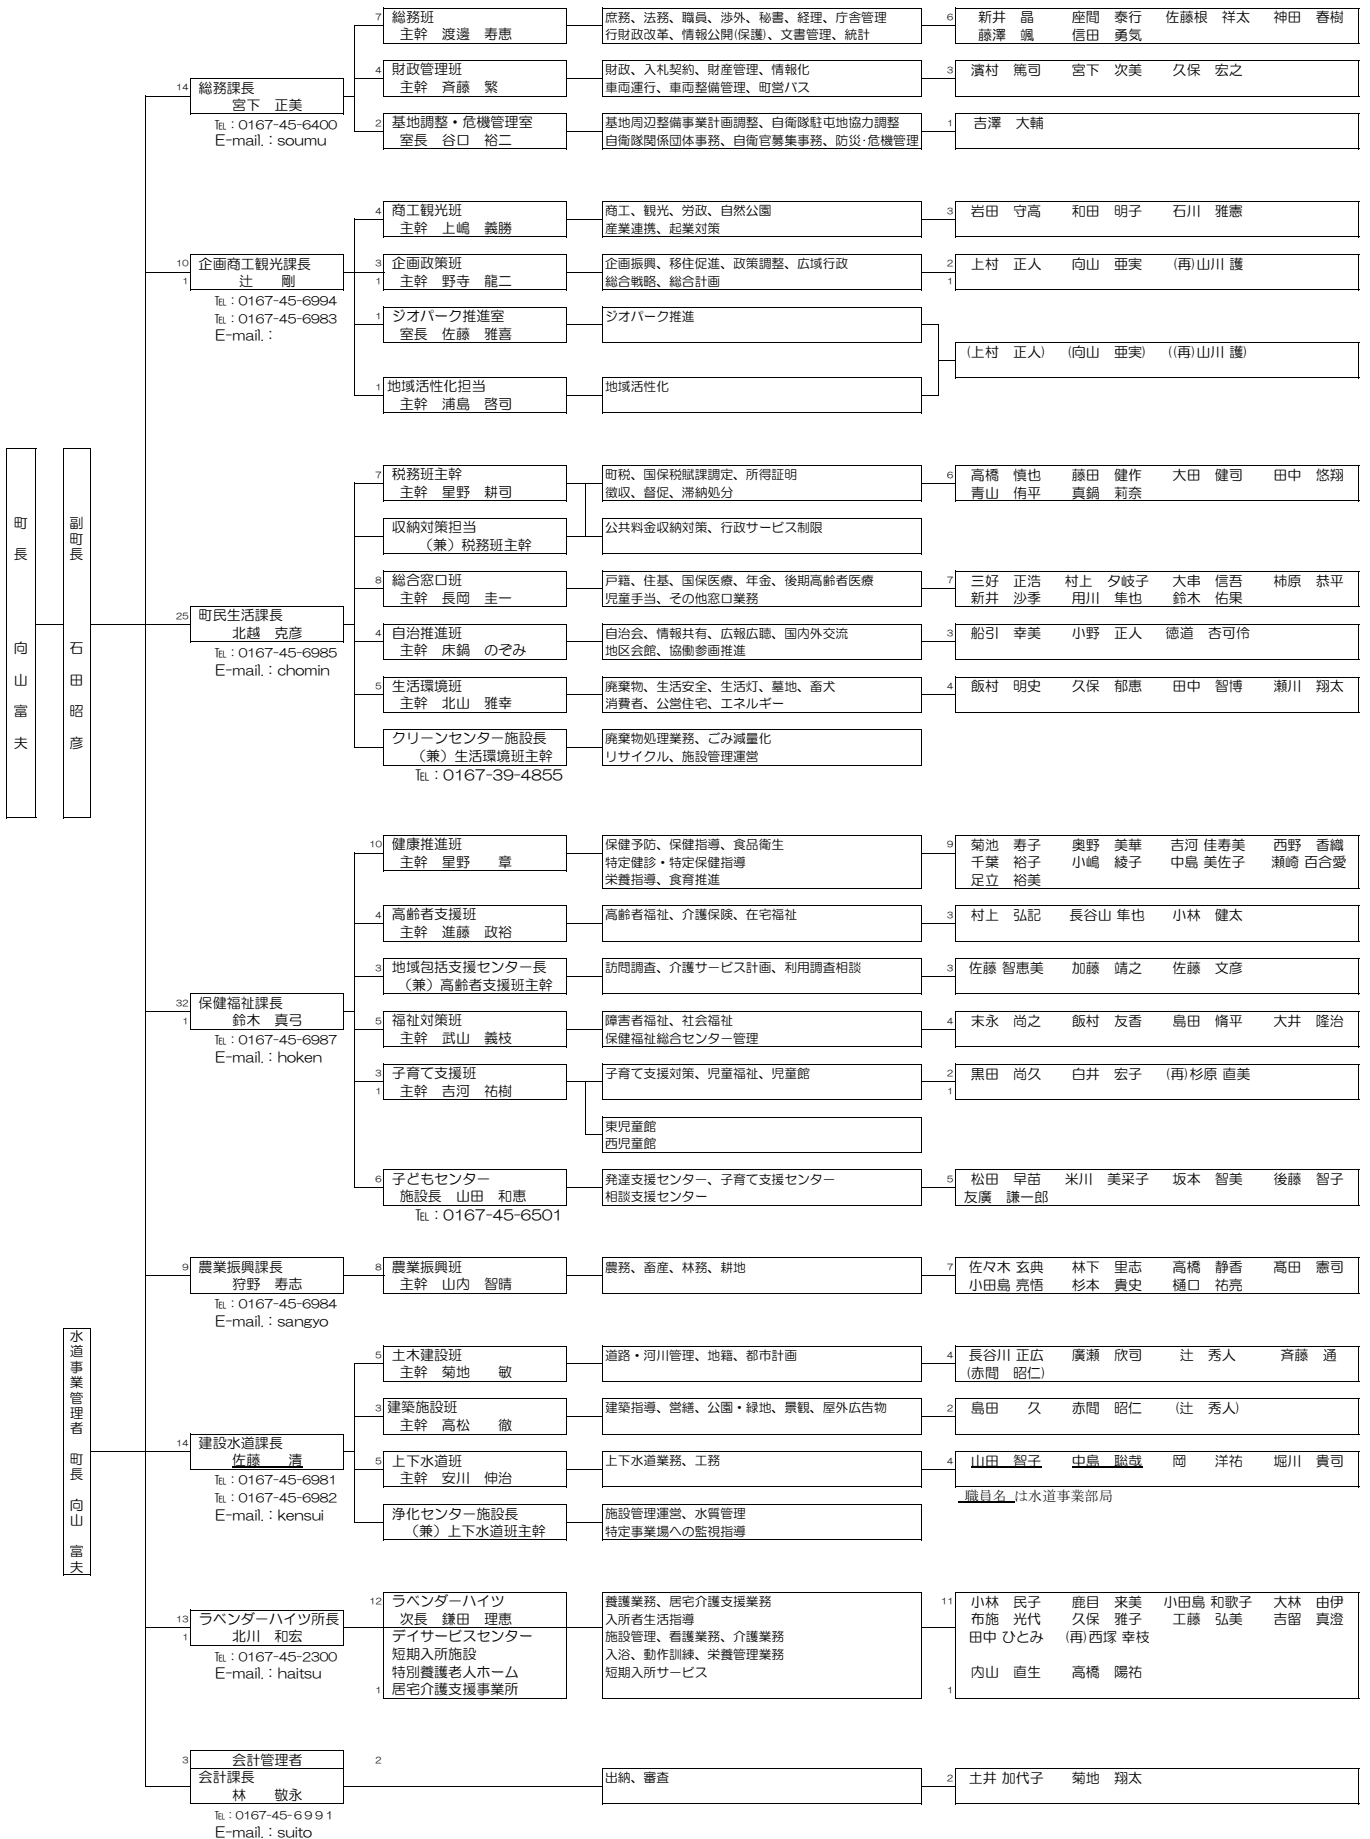 町長 向山富夫
副町長 石田昭彦
14 総務課長
宮下 正美
℡：0167-45-6400
E-mail.：soumu
7 総務班
主幹 渡邊 寿恵
庶務、法務、職員、渉外、秘書、経理、庁舎管理
行財政改革、情報公開(保護)、文書管理、統計
6 新井 晶 座間 泰行 佐藤根 祥太 神田 春樹
藤澤 颯 信田 勇気
4 財政管理班
主幹 斉藤 繁
財政、入札契約、財産管理、情報化
車両運行、車両整備管理、町営バス
3 濱村 篤司 宮下 次美 久保 宏之
2 基地調整・危機管理室
室長 谷口 裕二
基地周辺整備事業計画調整、自衛隊駐屯地協力調整
自衛隊関係団体事務、自衛官募集事務、防災･危機管理
1 吉澤 大輔
10 企画商工観光課長
1 辻 剛
℡：0167-45-6994
℡：0167-45-6983
E-mail.：
4 商工観光班
主幹 上嶋 義勝
商工、観光、労政、自然公園
産業連携、起業対策
3 岩田 守高 和田 明子 石川 雅憲
3 企画政策班
1 主幹 野寺 龍二
企画振興、移住促進、政策調整、広域行政
総合戦略、総合計画
2 上村 正人 向山 亜実 (再)山川 護
1
1 ジオパーク推進室
室長 佐藤 雅喜
ジオパーク推進
(上村 正人) (向山 亜実) ((再)山川 護)
1 地域活性化担当
主幹 浦島 啓司
地域活性化
25 町民生活課長
北越 克彦
℡：0167-45-6985
E-mail.：chomin
7 税務班主幹
主幹 星野 耕司
町税、国保税賦課調定、所得証明
徴収、督促、滞納処分
6 高橋 慎也 藤田 健作 大田 健司 田中 悠翔
青山 侑平 真鍋 莉奈
収納対策担当
（兼）税務班主幹
公共料金収納対策、行政サービス制限
8 総合窓口班
主幹 長岡 圭一
戸籍、住基、国保医療、年金、後期高齢者医療
児童手当、その他窓口業務
7 三好 正浩 村上 夕岐子 大串 信吾 柿原 恭平
新井 沙季 用川 隼也 鈴木 佑果
4 自治推進班
主幹 床鍋 のぞみ
自治会、情報共有、広報広聴、国内外交流
地区会館、協働参画推進
3 船引 幸美 小野 正人 徳道 杏可伶
5 生活環境班
主幹 北山 雅幸
廃棄物、生活安全、生活灯、墓地、畜犬
消費者、公営住宅、エネルギー
4 飯村 明史 久保 郁恵 田中 智博 瀬川 翔太
クリーンセンター施設長
（兼）生活環境班主幹
℡：0167-39-4855
廃棄物処理業務、ごみ減量化
リサイクル、施設管理運営
32 保健福祉課長
1 鈴木 真弓
℡：0167-45-6987
E-mail.：hoken
10 健康推進班
主幹 星野 章
保健予防、保健指導、食品衛生
特定健診・特定保健指導
栄養指導、食育推進
9 菊池 寿子 奥野 美華 吉河 佳寿美 西野 香織
千葉 裕子 小嶋 綾子 中島 美佐子 瀬崎 百合愛
足立 裕美
4 高齢者支援班
主幹 進藤 政裕
高齢者福祉、介護保険、在宅福祉
3 村上 弘記 長谷山 隼也 小林 健太
3 地域包括支援センター長
（兼）高齢者支援班主幹
訪問調査、介護サービス計画、利用調査相談
3 佐藤 智恵美 加藤 靖之 佐藤 文彦
5 福祉対策班
主幹 武山 義枝
障害者福祉、社会福祉
保健福祉総合センター管理
4 末永 尚之 飯村 友香 島田 脩平 大井 隆治
3 子育て支援班
1 主幹 吉河 祐樹
子育て支援対策、児童福祉、児童館
2 黒田 尚久 白井 宏子 (再)杉原 直美
1
東児童館
西児童館
6 子どもセンター
施設長 山田 和恵
℡：0167-45-6501
発達支援センター、子育て支援センター
相談支援センター
5 松田 早苗 米川 美采子 坂本 智美 後藤 智子
友廣 謙一郎
9 農業振興課長
狩野 寿志
℡：0167-45-6984
E-mail.：sangyo
8 農業振興班
主幹 山内 智晴
農務、畜産、林務、耕地
7 佐々木 玄典 林下 里志 高橋 静香 髙田 憲司
小田島 亮悟 杉本 貴史 樋口 祐亮
水道事業管理者 町長 向山 富夫
14 建設水道課長
佐藤 清
℡：0167-45-6981
℡：0167-45-6982
E-mail.：kensui
5 土木建設班
主幹 菊地 敏
道路・河川管理、地籍、都市計画
4 長谷川 正広 廣瀬 欣司 辻 秀人 斉藤 通
(赤間 昭仁)
3 建築施設班
主幹 高松 徹
建築指導、営繕、公園・緑地、景観、屋外広告物
2 島田 久 赤間 昭仁 (辻 秀人)
5 上下水道班
主幹 安川 伸治
上下水道業務、工務
4 山田 智子 中島 聡哉 岡 洋祐 堀川 貴司
職員名 は水道事業部局
浄化センター施設長
（兼）上下水道班主幹
施設管理運営、水質管理
特定事業場への監視指導
13 ラベンダーハイツ所長
1 北川 和宏
℡：0167-45-2300
E-mail.：haitsu
12 ラベンダーハイツ
次長 鎌田 理恵
デイサービスセンター
短期入所施設
特別養護老人ホーム
1 居宅介護支援事業所
養護業務、居宅介護支援業務
入所者生活指導
施設管理、看護業務、介護業務
入浴、動作訓練、栄養管理業務
短期入所サービス
11 小林 民子 鹿目 来美 小田島 和歌子 大林 由伊
布施 光代 久保 雅子 工藤 弘美 吉留 真澄
田中 ひとみ (再)西塚 幸枝
内山 直生 高橋 陽祐
1
3 会計管理者
会計課長
林 敬永
℡：0167-45-6991
E-mail.：suito
2
出納、審査
2 土井 加代子 菊地 翔太